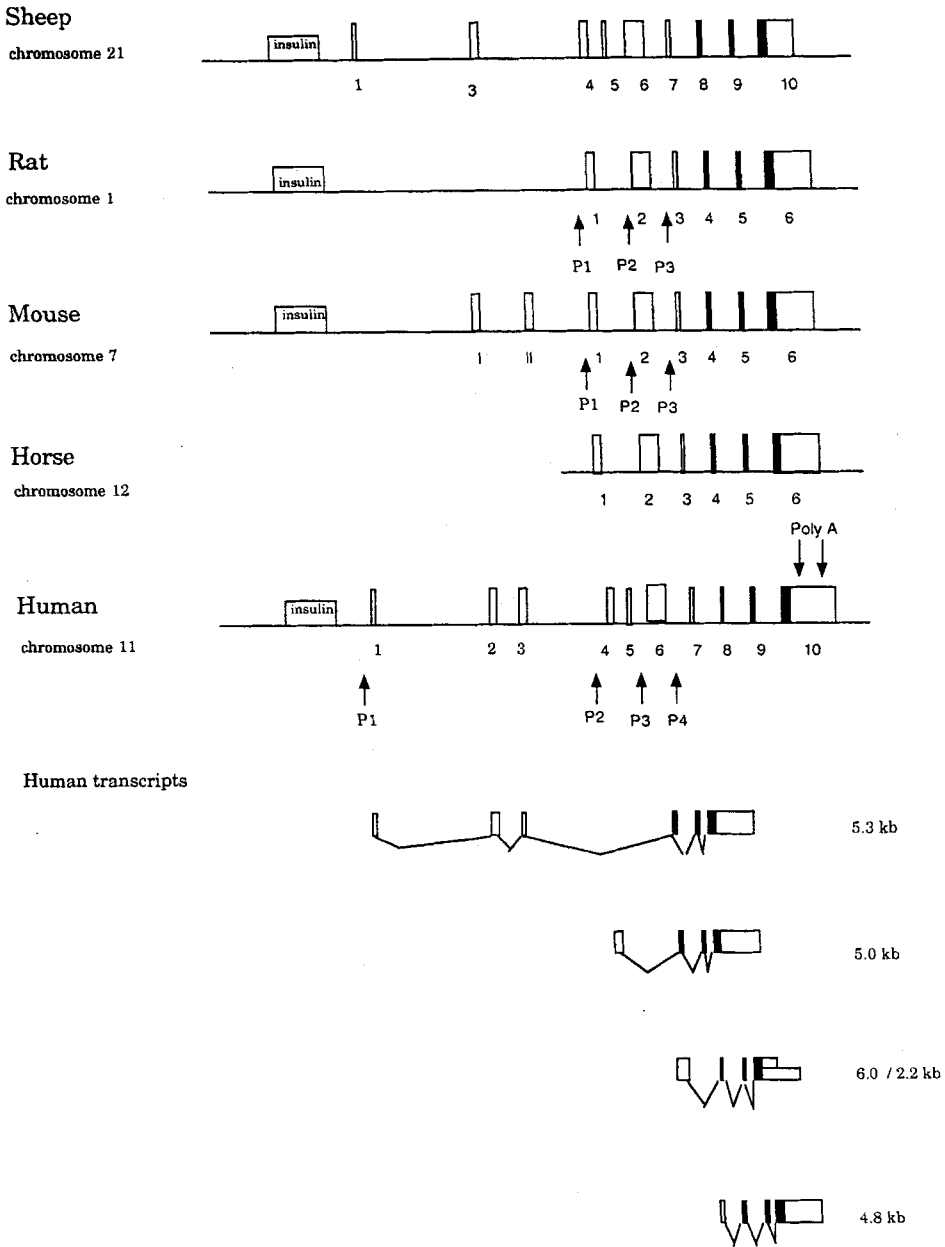 Sheep
chromosome 21
insulin
1 3 4 5 6 7 8 9 10
Rat
chromosome 1
insulin
1 2 3 4 5 6
P1 P2 P3
Mouse
chromosome 7
insulin
I II 1 2 3 4 5 6
P1 P2 P3
Horse
chromosome 12
1 2 3 4 5 6
Poly A
Human
chromosome 11
insulin
1 2 3 4 5 6 7 8 9 10
P1 P2 P3 P4
Human transcripts
5.3 kb
5.0 kb
6.0 / 2.2 kb
4.8 kb